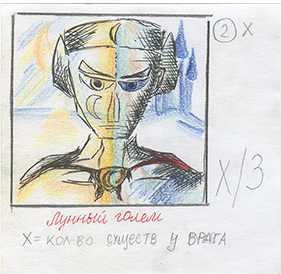 ② X
X/3
Лунный голем
X = КОЛ-ВО СУЩЕСТВ У ВРАГА